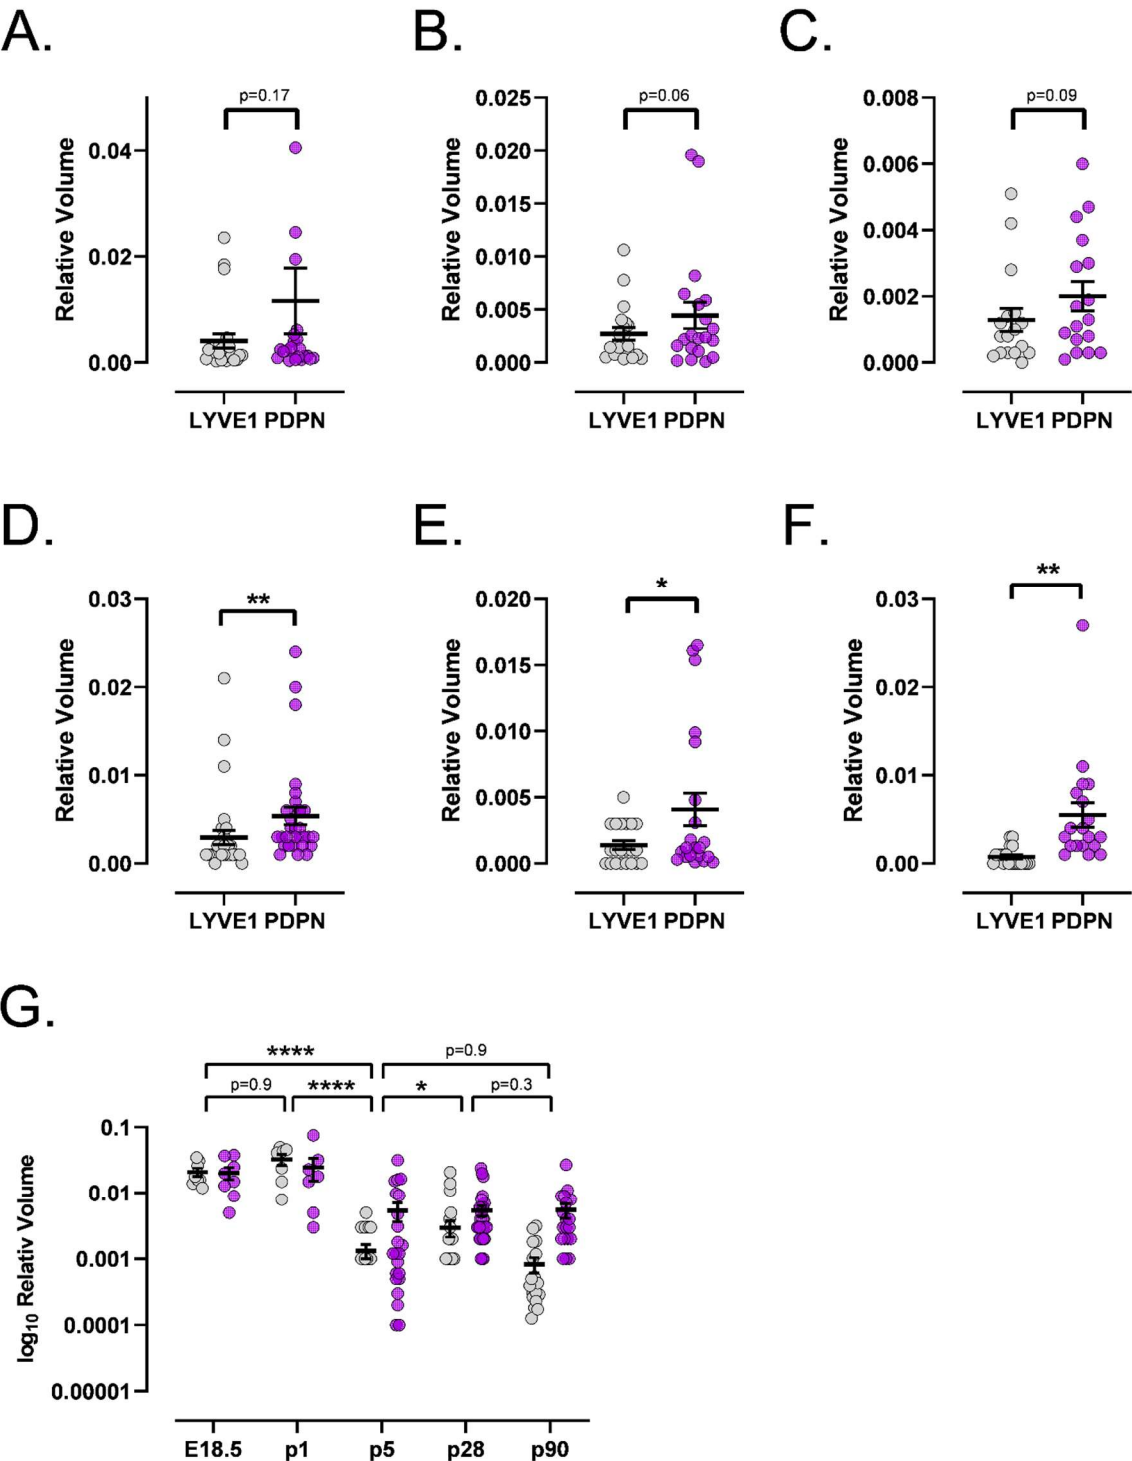 A.
B.
C.
p=0.17
p=0.06
p=0.09
Relative Volume
0.04
0.02
0.00
LYVE1 PDPN
Relative Volume
0.025
0.020
0.015
0.010
0.005
0.000
LYVE1 PDPN
Relative Volume
0.008
0.006
0.004
0.002
0.000
LYVE1 PDPN
D.
E.
F.
**
*
**
Relative Volume
0.03
0.02
0.01
0.00
LYVE1 PDPN
Relative Volume
0.020
0.015
0.010
0.005
0.000
LYVE1 PDPN
Relative Volume
0.03
0.02
0.01
0.00
LYVE1 PDPN
G.
**** p=0.9
p=0.9 **** * p=0.3
log10 Relativ Volume
0.1
0.01
0.001
0.0001
0.00001
E18.5 p1 p5 p28 p90